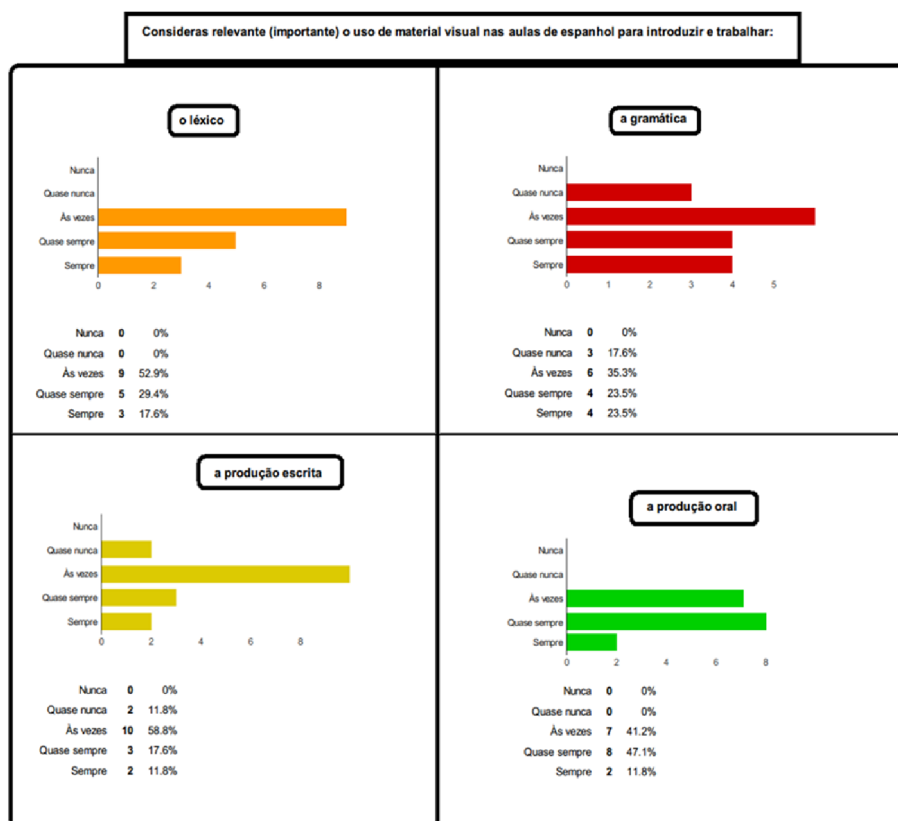 Consideras relevante (importante) o uso de material visual nas aulas de espanhol para introduzir e trabalhar:
o léxico
Nunca
Quase nunca
Às vezes
Quase sempre
Sempre
0 2 4 6 8
Nunca 0 0%
Quase nunca 0 0%
Às vezes 9 52.9%
Quase sempre 5 29.4%
Sempre 3 17.6%
a gramática
Nunca
Quase nunca
Às vezes
Quase sempre
Sempre
0 1 2 3 4 5
Nunca 0 0%
Quase nunca 3 17.6%
Às vezes 6 35.3%
Quase sempre 4 23.5%
Sempre 4 23.5%
a produção escrita
Nunca
Quase nunca
Às vezes
Quase sempre
Sempre
0 2 4 6 8
Nunca 0 0%
Quase nunca 2 11.8%
Às vezes 10 58.8%
Quase sempre 3 17.6%
Sempre 2 11.8%
a produção oral
Nunca
Quase nunca
Às vezes
Quase sempre
Sempre
0 2 4 6 8
Nunca 0 0%
Quase nunca 0 0%
Às vezes 7 41.2%
Quase sempre 8 47.1%
Sempre 2 11.8%